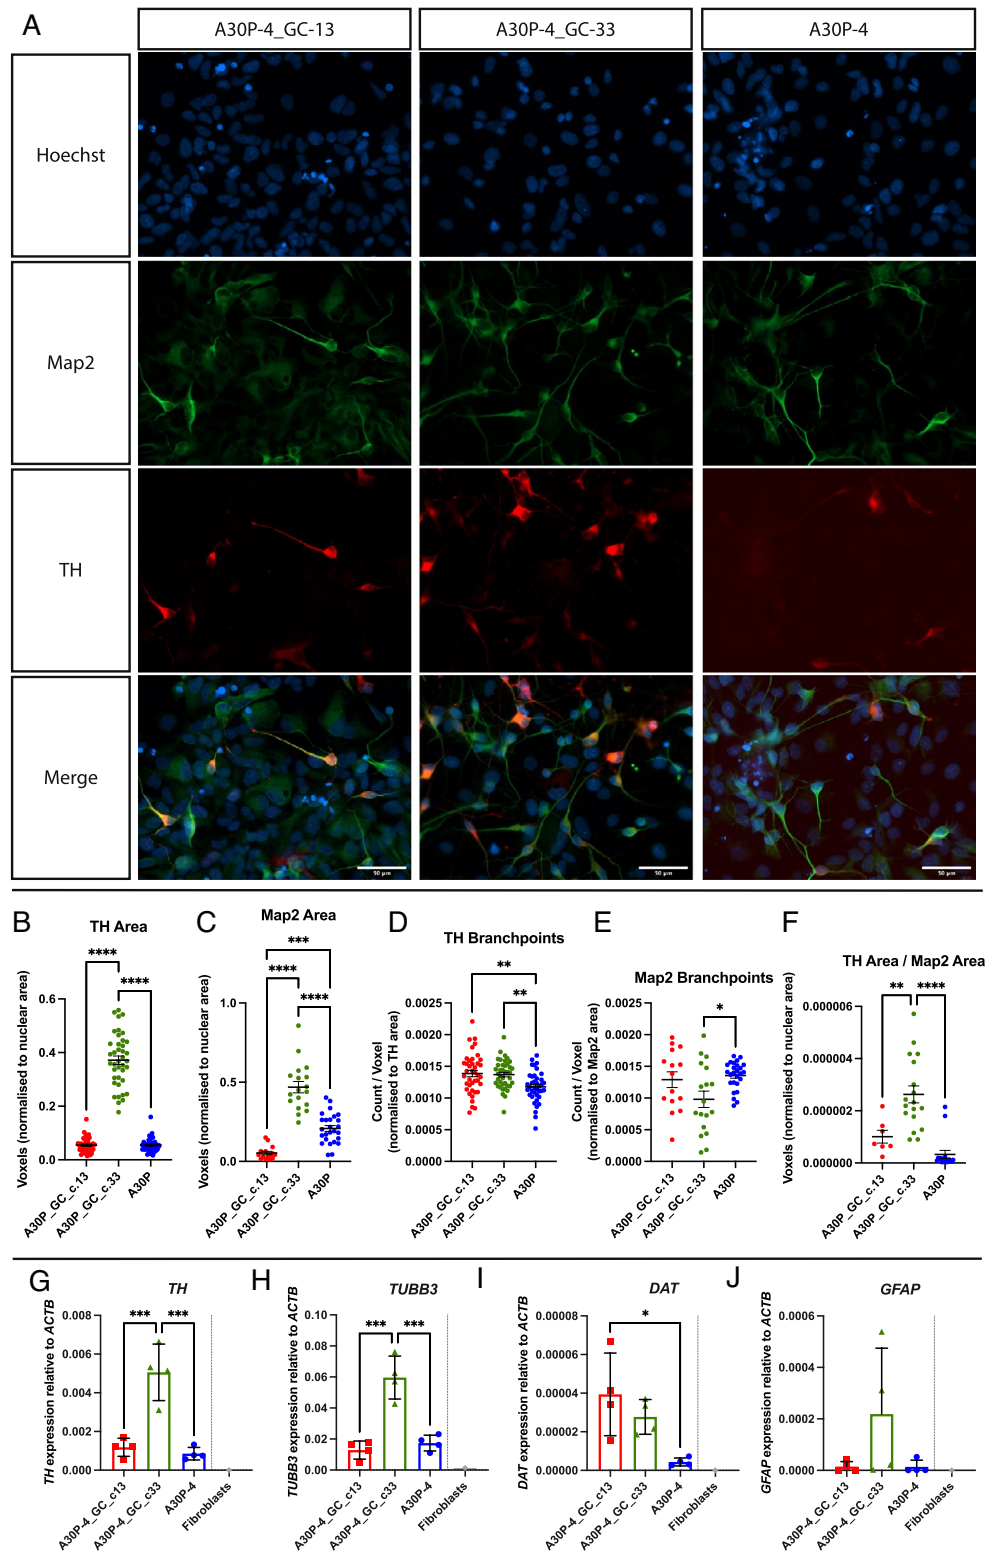 A
A30P-4_GC-13
A30P-4_GC-33
A30P-4
Hoechst
Map2
TH
Merge
50 µm
50 µm
50 µm
B
TH Area
Voxels (normalised to nuclear area)
0.6
0.4
0.2
0.0
****
****
A30P_GC_c.13
A30P_GC_c.33
A30P
C
Map2 Area
Voxels (normalised to nuclear area)
1.0
0.5
0.0
***
****
****
A30P_GC_c.13
A30P_GC_c.33
A30P
D
TH Branchpoints
Count / Voxel
(normalised to TH area)
0.0025
0.0020
0.0015
0.0010
0.0005
0.0000
**
**
A30P_GC_c.13
A30P_GC_c.33
A30P
E
Map2 Branchpoints
Count / Voxel
(normalised to Map2 area)
0.0025
0.0020
0.0015
0.0010
0.0005
0.0000
*
A30P_GC_c.13
A30P_GC_c.33
A30P
F
TH Area / Map2 Area
Voxels (normalised to nuclear area)
0.000006
0.000004
0.000002
0.000000
**
****
A30P_GC_c.13
A30P_GC_c.33
A30P
G
TH
TH expression relative to ACTB
0.008
0.006
0.004
0.002
0.000
***
***
A30P-4_GC_c13
A30P-4_GC_c33
A30P-4
Fibroblasts
H
TUBB3
TUBB3 expression relative to ACTB
0.10
0.08
0.06
0.04
0.02
0.00
***
***
A30P-4_GC_c13
A30P-4_GC_c33
A30P-4
Fibroblasts
I
DAT
DAT expression relative to ACTB
0.00008
0.00006
0.00004
0.00002
0.00000
*
A30P-4_GC_c13
A30P-4_GC_c33
A30P-4
Fibroblasts
J
GFAP
GFAP expression relative to ACTB
0.0006
0.0004
0.0002
0.0000
A30P-4_GC_c13
A30P-4_GC_c33
A30P-4
Fibroblasts